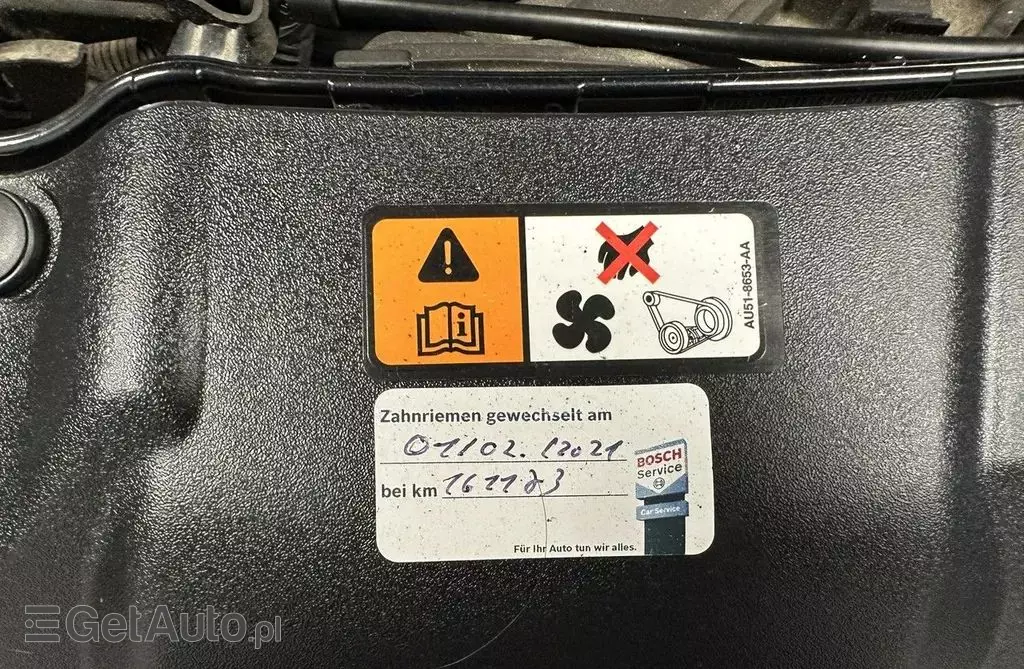 AU51-8653-AA
Zahnriemen gewechselt am
01/02.2021
bei km 161183
BOSCH
Service
Car Service
Für Ihr Auto tun wir alles.
GetAuto.pl